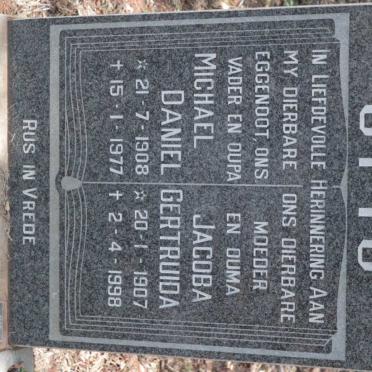 OTTO
IN LIEFDEVOLLE HERINNERING AAN
MY DIERBARE
EGGENOOT, ONS
VADER EN OUPA
MICHAEL
DANIEL
☆ 21-7-1908
† 15-1-1977
ONS DIERBARE
MOEDER
EN OUMA
JACOBA
GERTRUIDA
☆ 20-1-1907
† 2-4-1998
RUS IN VREDE